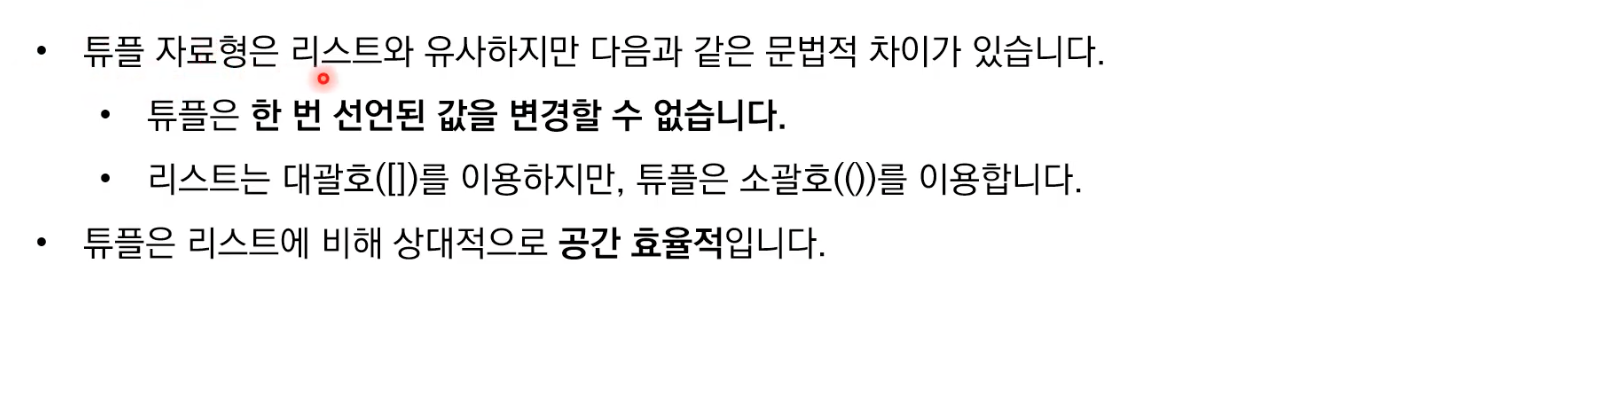 • 튜플 자료형은 리스트와 유사하지만 다음과 같은 문법적 차이가 있습니다.
• 튜플은 한 번 선언된 값을 변경할 수 없습니다.
• 리스트는 대괄호([])를 이용하지만, 튜플은 소괄호(())를 이용합니다.
• 튜플은 리스트에 비해 상대적으로 공간 효율적입니다.